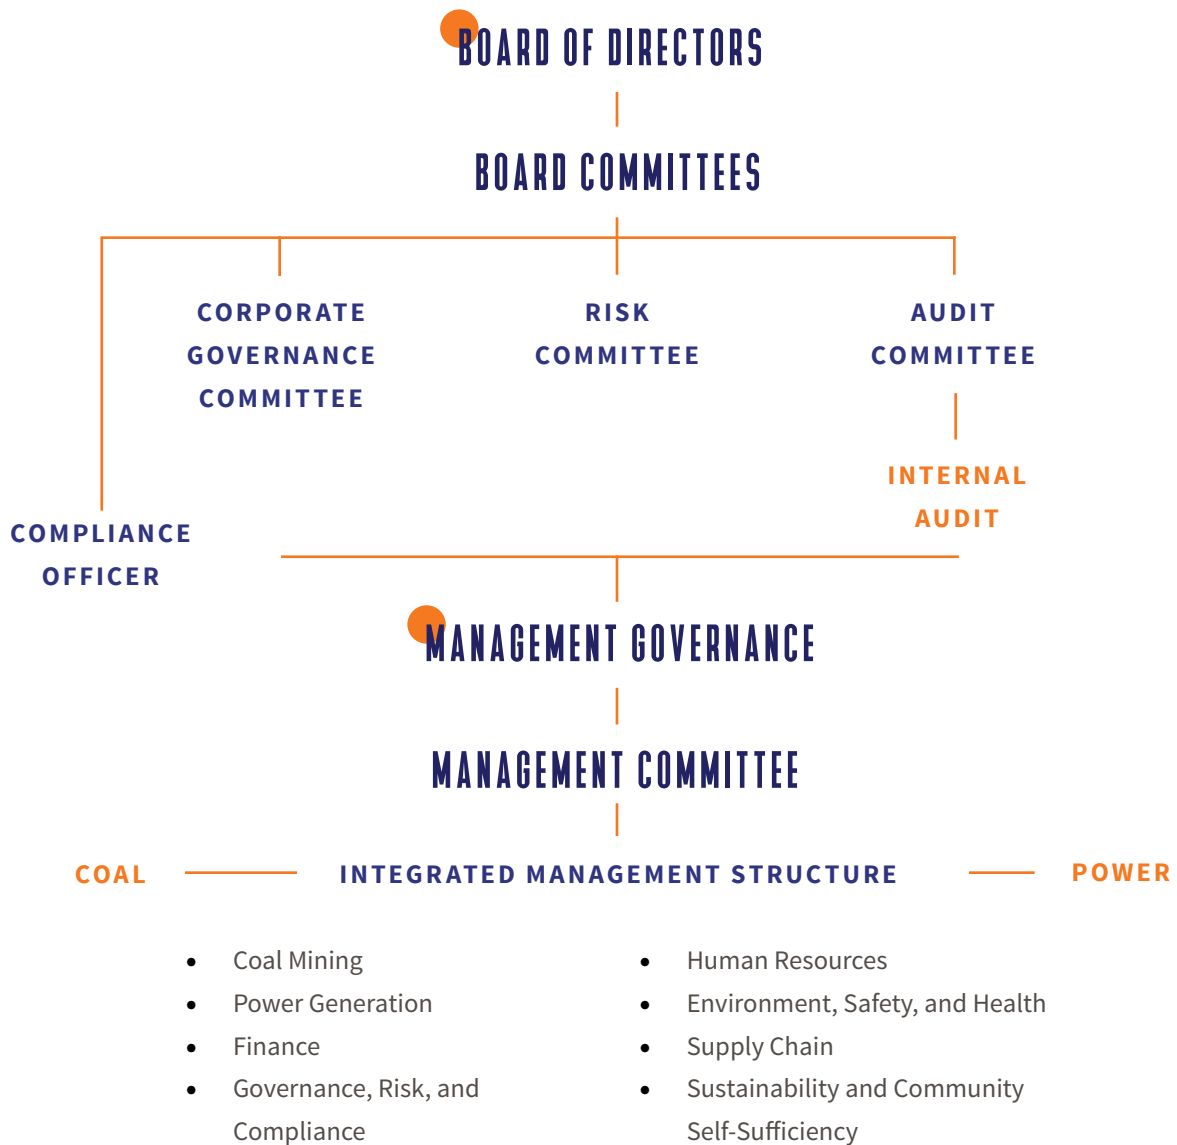 BOARD OF DIRECTORS
BOARD COMMITTEES
CORPORATE
GOVERNANCE
COMMITTEE
RISK
COMMITTEE
AUDIT
COMMITTEE
INTERNAL
AUDIT
COMPLIANCE
OFFICER
MANAGEMENT GOVERNANCE
MANAGEMENT COMMITTEE
COAL
INTEGRATED MANAGEMENT STRUCTURE
POWER
• Coal Mining
• Power Generation
• Finance
• Governance, Risk, and
Compliance
• Human Resources
• Environment, Safety, and Health
• Supply Chain
• Sustainability and Community
Self-Sufficiency